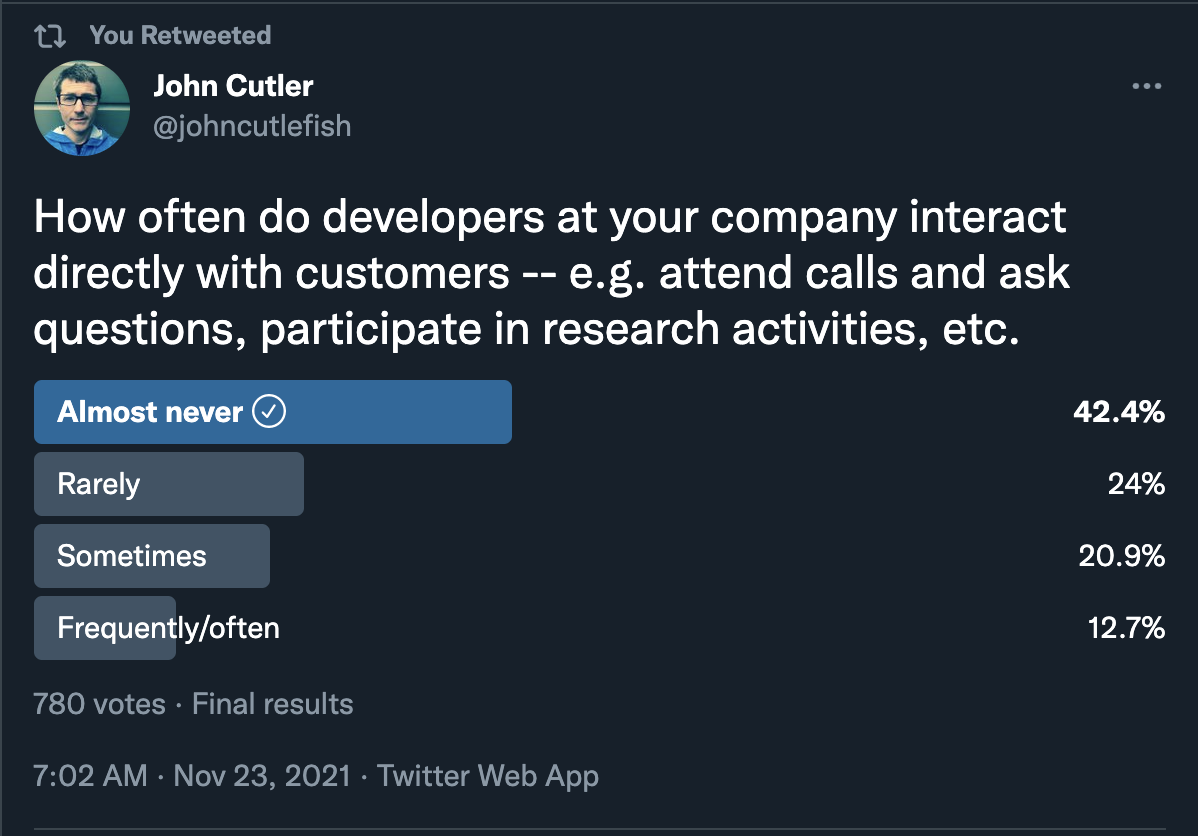 You Retweeted
John Cutler
@johncutlefish
How often do developers at your company interact
directly with customers -- e.g. attend calls and ask
questions, participate in research activities, etc.
Almost never 42.4%
Rarely 24%
Sometimes 20.9%
Frequently/often 12.7%
780 votes · Final results
7:02 AM · Nov 23, 2021 · Twitter Web App